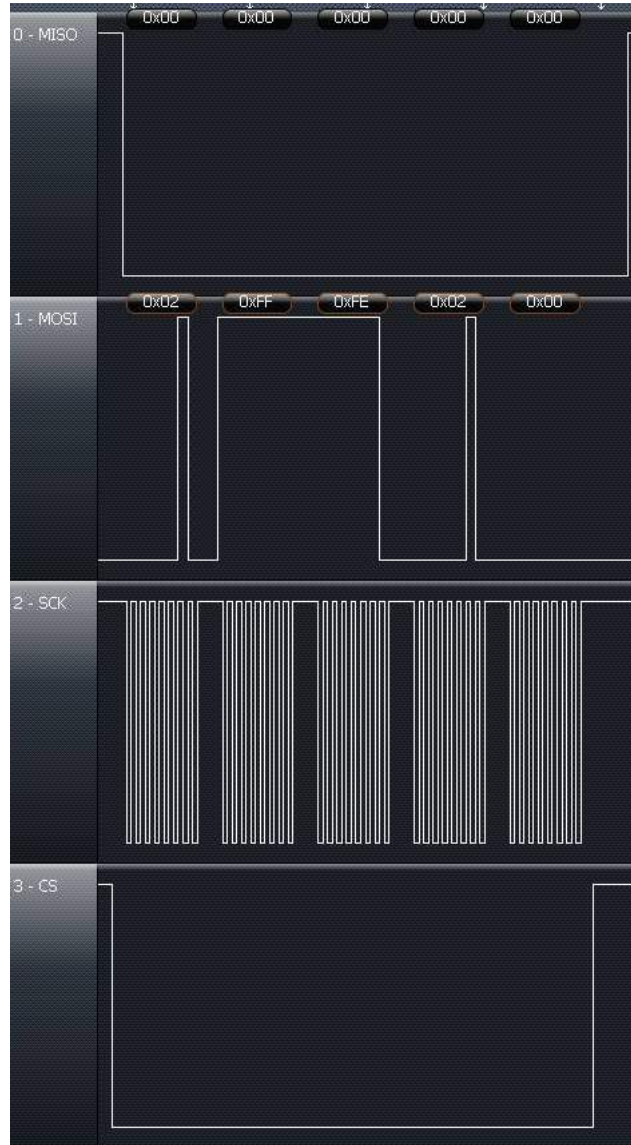 0x00 0x00 0x00 0x00 0x00
0 - MISO
0x02 0xFF 0xFE 0x02 0x00
1 - MOSI
2 - SCK
3 - CS